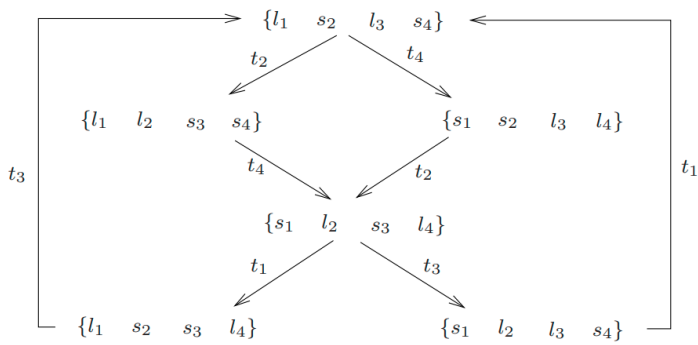 {l₁ s₂ l₃ s₄}
t₂ t₄
{l₁ l₂ s₃ s₄} {s₁ s₂ l₃ l₄}
t₃ t₄ t₂ t₁
{s₁ l₂ s₃ l₄}
t₁ t₃
{l₁ s₂ s₃ l₄} {s₁ l₂ l₃ s₄}